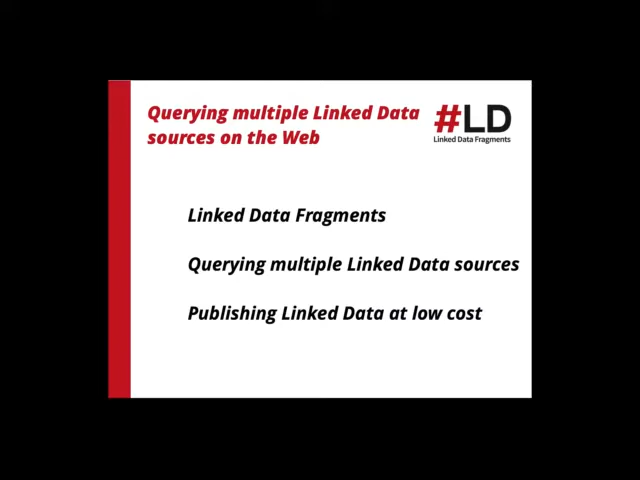 Querying multiple Linked Data
sources on the Web
#LD
Linked Data Fragments
Linked Data Fragments
Querying multiple Linked Data sources
Publishing Linked Data at low cost